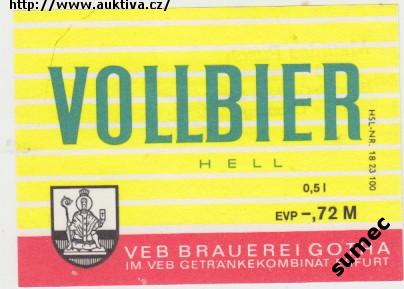 http://www.auktiva.cz/
VOLLBIER
HELL
HSL-NR. 18 23 100
0,5 l
EVP -,72 M
VEB BRAUEREI GOTHA
IM VEB GETRÄNKEKOMBINAT ERFURT
sumec